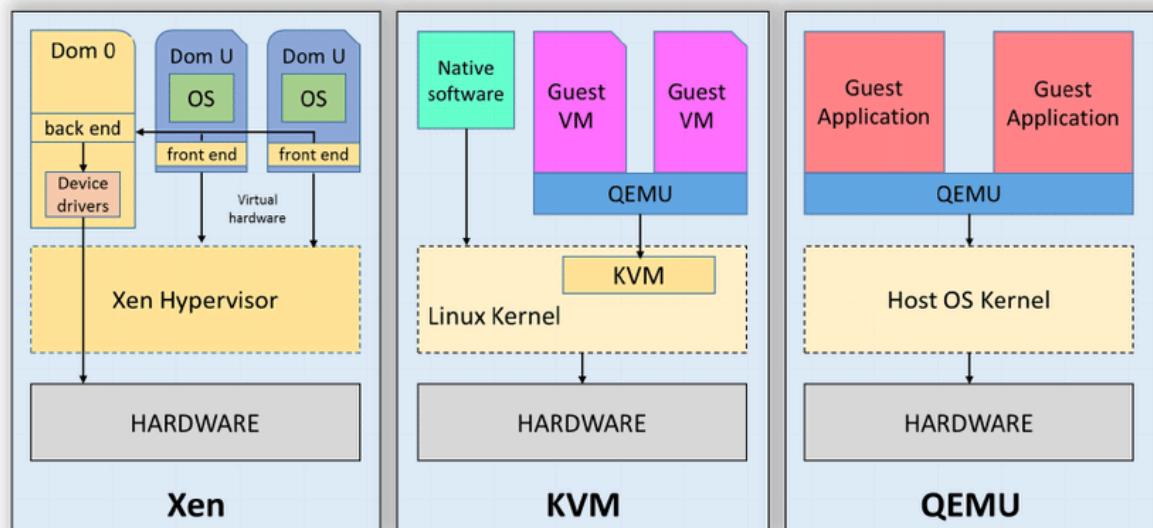 Dom 0
back end
Device
drivers
Dom U
OS
front end
Dom U
OS
front end
Virtual
hardware
Xen Hypervisor
HARDWARE
Xen
Native
software
Guest
VM
Guest
VM
QEMU
KVM
Linux Kernel
HARDWARE
KVM
Guest
Application
Guest
Application
QEMU
Host OS Kernel
HARDWARE
QEMU